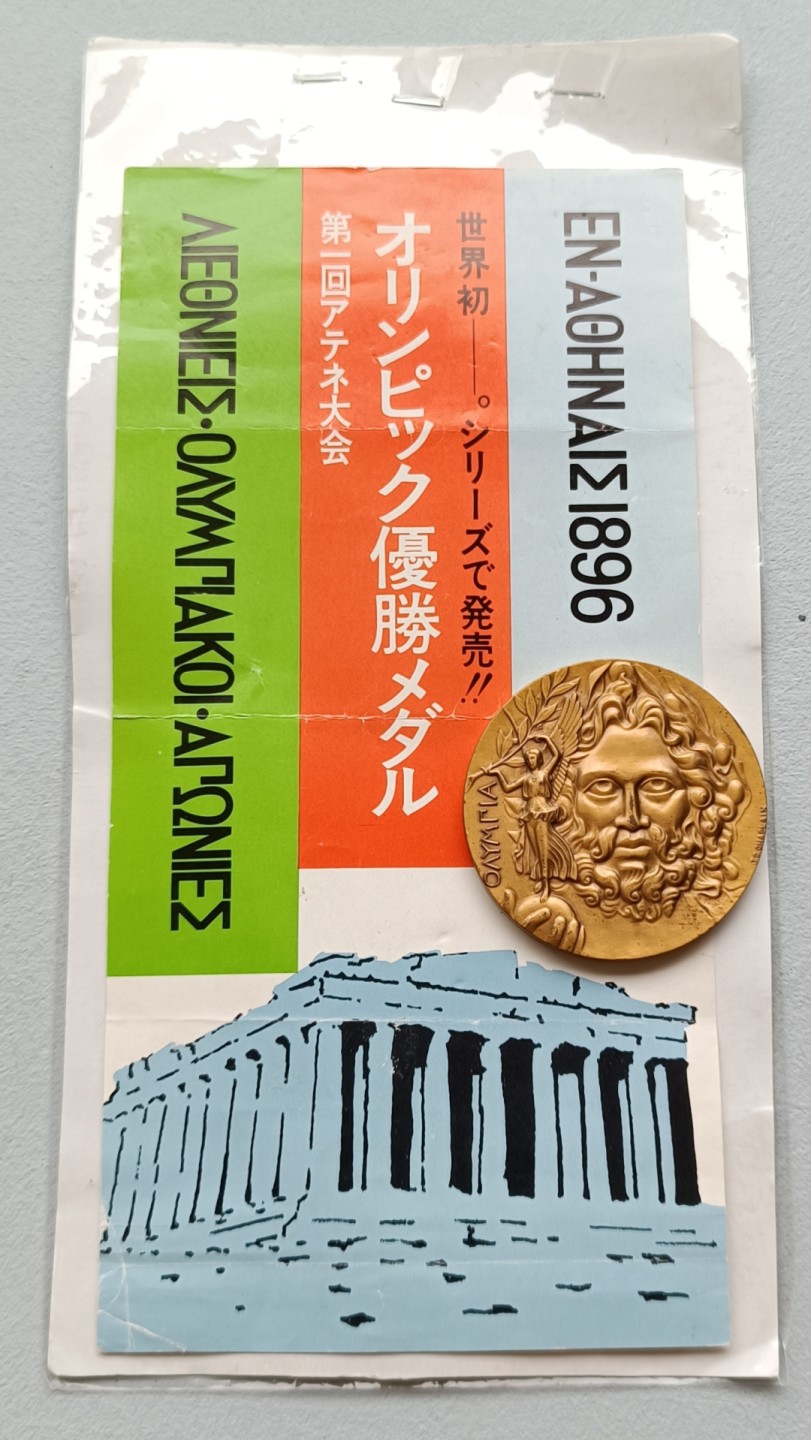 ΕΝ-ΑΘΗΝΑΙΣ 1896
世界初――。シリーズで発売!!
オリンピック優勝メダル
第一回アテネ大会
ΔΙΕΘΝΕΙΣ·ΟΛΥΜΠΙΑΚΟΙ·ΑΓΩΝΕΣ
ΟΛΥΜΠΙΑ